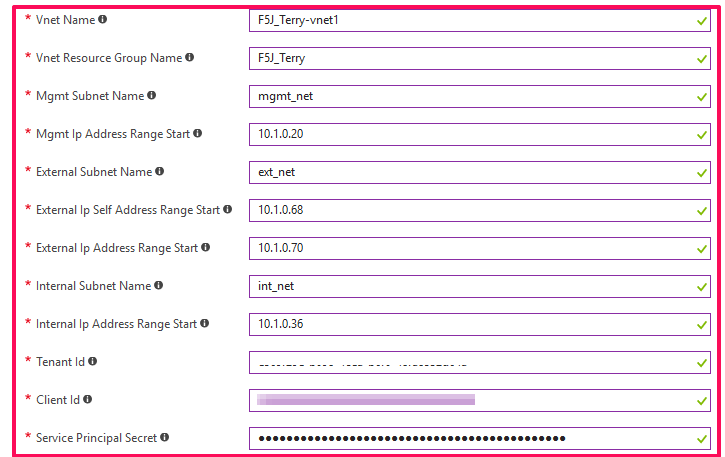 * Vnet Name F5J_Terry-vnet1
* Vnet Resource Group Name F5J_Terry
* Mgmt Subnet Name mgmt_net
* Mgmt Ip Address Range Start 10.1.0.20
* External Subnet Name ext_net
* External Ip Self Address Range Start 10.1.0.68
* External Ip Address Range Start 10.1.0.70
* Internal Subnet Name int_net
* Internal Ip Address Range Start 10.1.0.36
* Tenant Id
* Client Id
* Service Principal Secret